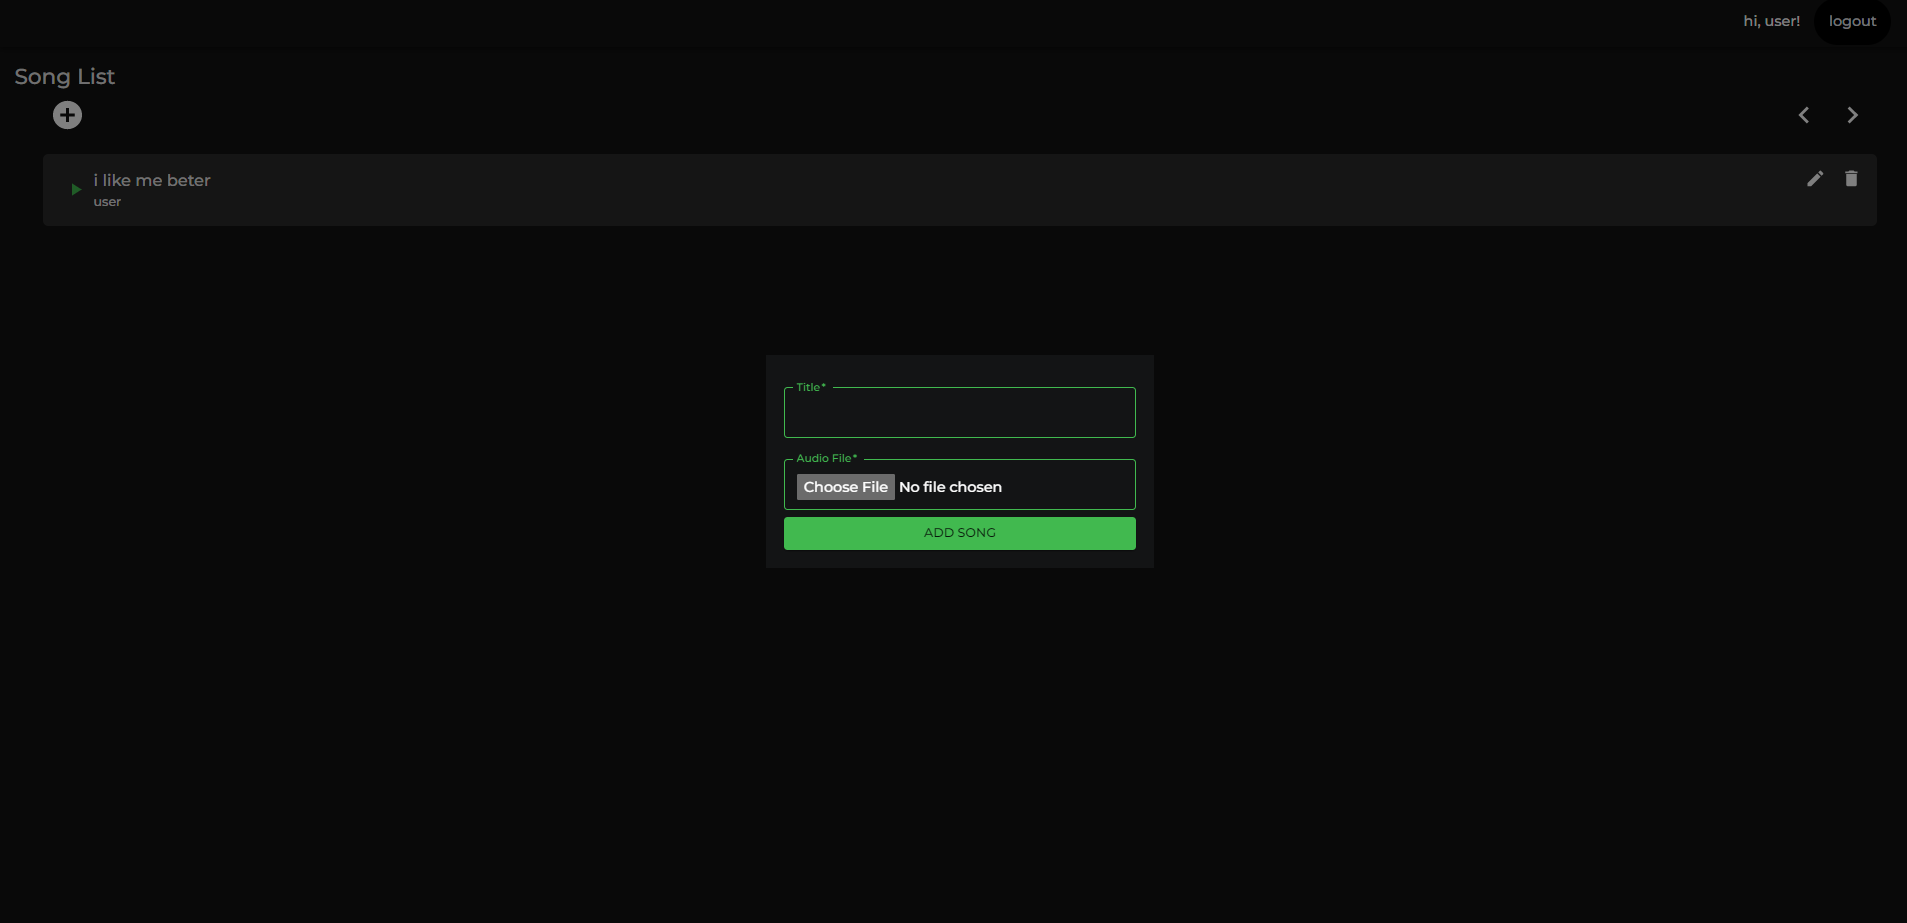 hi, user! logout
Song List
i like me beter
user
Title*
Audio File*
Choose File No file chosen
ADD SONG